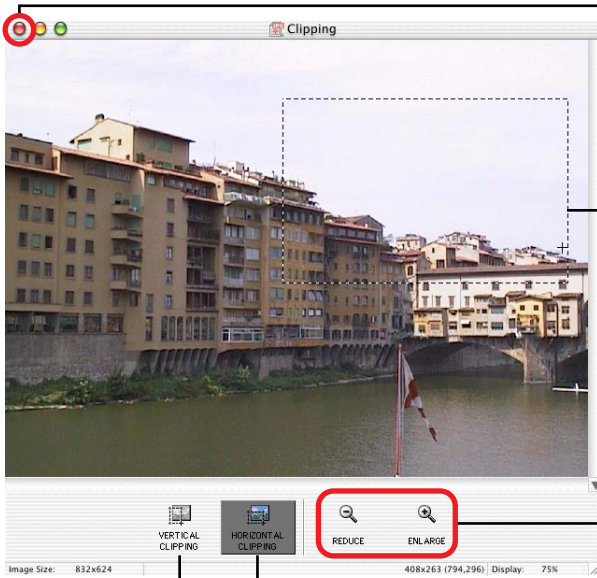 Clipping
VERTICAL
CLIPPING
HORIZONTAL
CLIPPING
REDUCE
ENLARGE
Image Size: 832x624
408x263 (794,296)
Display: 75%